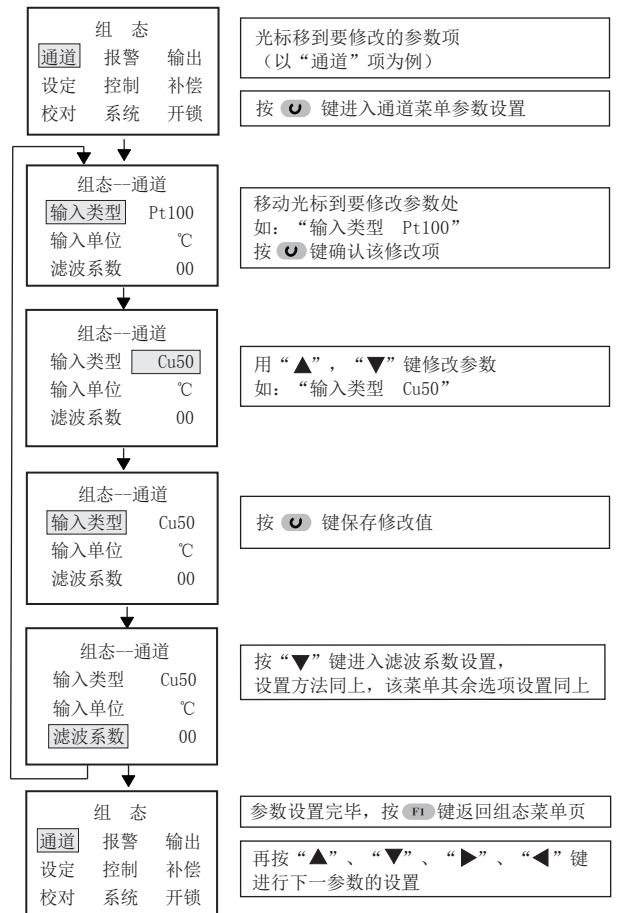 组 态
通道 报警 输出
设定 控制 补偿
校对 系统 开锁
光标移到要修改的参数项
（以“通道”项为例）
按 键进入通道菜单参数设置
组态--通道
输入类型 Pt100
输入单位 ℃
滤波系数 00
移动光标到要修改参数处
如：“输入类型 Pt100”
按 键确认该修改项
组态--通道
输入类型 Cu50
输入单位 ℃
滤波系数 00
用“▲”，“▼”键修改参数
如：“输入类型 Cu50”
组态--通道
输入类型 Cu50
输入单位 ℃
滤波系数 00
按 键保存修改值
组态--通道
输入类型 Cu50
输入单位 ℃
滤波系数 00
按“▼”键进入滤波系数设置，
设置方法同上，该菜单其余选项设置同上
组 态
通道 报警 输出
设定 控制 补偿
校对 系统 开锁
参数设置完毕，按 F1 键返回组态菜单页
再按“▲”、“▼”、“▶”、“◀”键
进行下一参数的设置